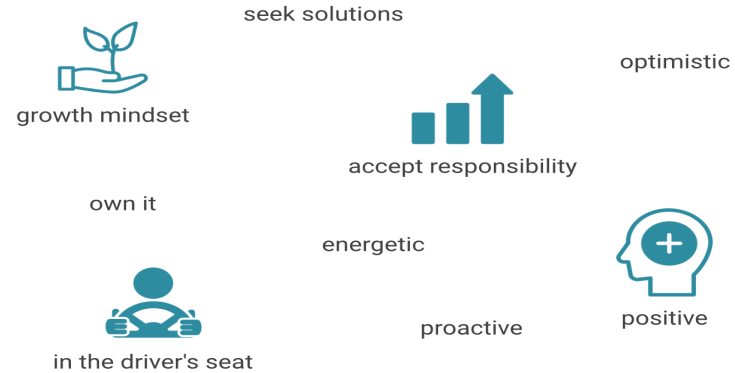 seek solutions
optimistic
growth mindset
accept responsibility
own it
energetic
positive
proactive
in the driver's seat